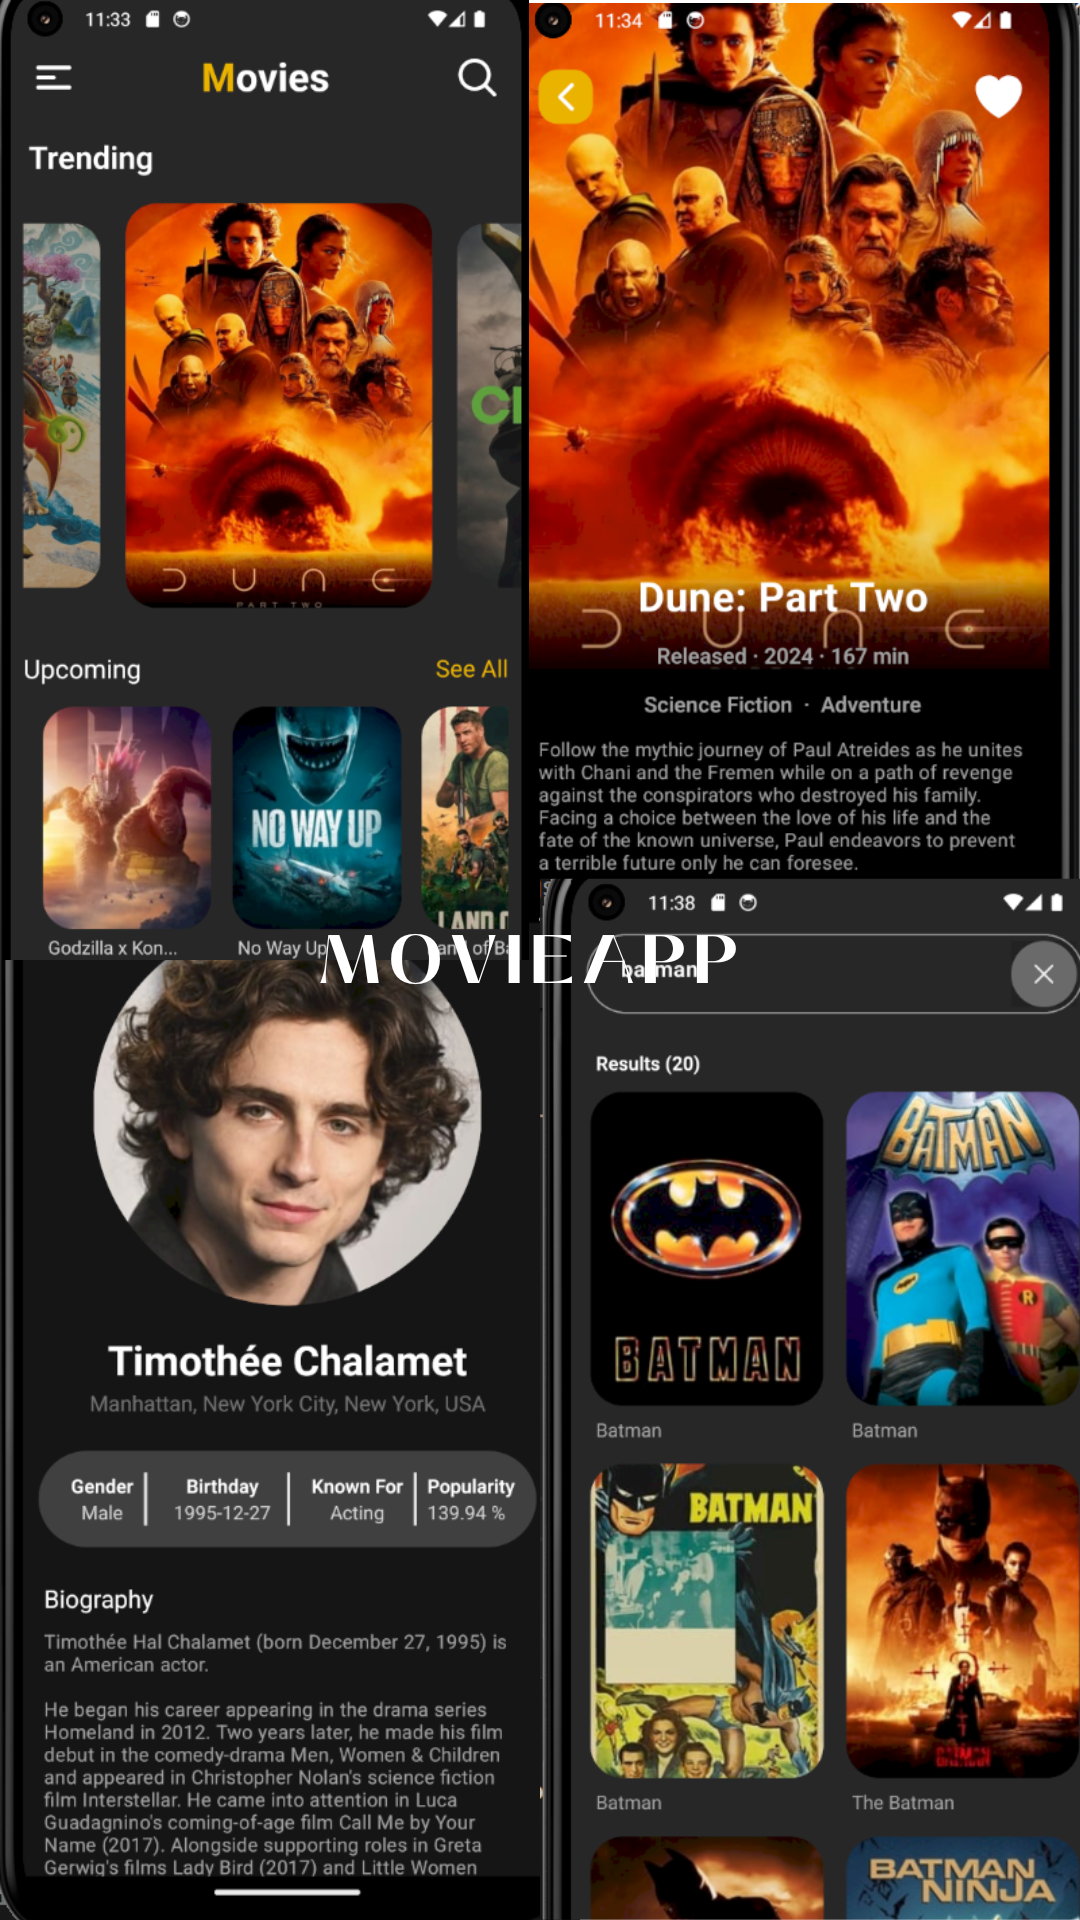 11:33
Movies
Trending
DUNE
PART TWO
Upcoming
See All
NO WAY UP
Godzilla x Kon...
No Way Up
11:34
Dune: Part Two
DUNE
Released · 2024 · 167 min
Science Fiction · Adventure
Follow the mythic journey of Paul Atreides as he unites
with Chani and the Fremen while on a path of revenge
against the conspirators who destroyed his family.
Facing a choice between the love of his life and the
fate of the known universe, Paul endeavors to prevent
a terrible future only he can foresee.
MOVIEAPP
Timothée Chalamet
Manhattan, New York City, New York, USA
Gender Birthday Known For Popularity
Male 1995-12-27 Acting 139.94 %
Biography
Timothée Hal Chalamet (born December 27, 1995) is
an American actor.
He began his career appearing in the drama series
Homeland in 2012. Two years later, he made his film
debut in the comedy-drama Men, Women & Children
and appeared in Christopher Nolan's science fiction
film Interstellar. He came into attention in Luca
Guadagnino's coming-of-age film Call Me by Your
Name (2017). Alongside supporting roles in Greta
Gerwig's films Lady Bird (2017) and Little Women
11:38
batman
Results (20)
BATMAN
BATMAN
R
Batman
Batman
BATMAN
BATMAN
Batman
The Batman
BATMAN
NINJA